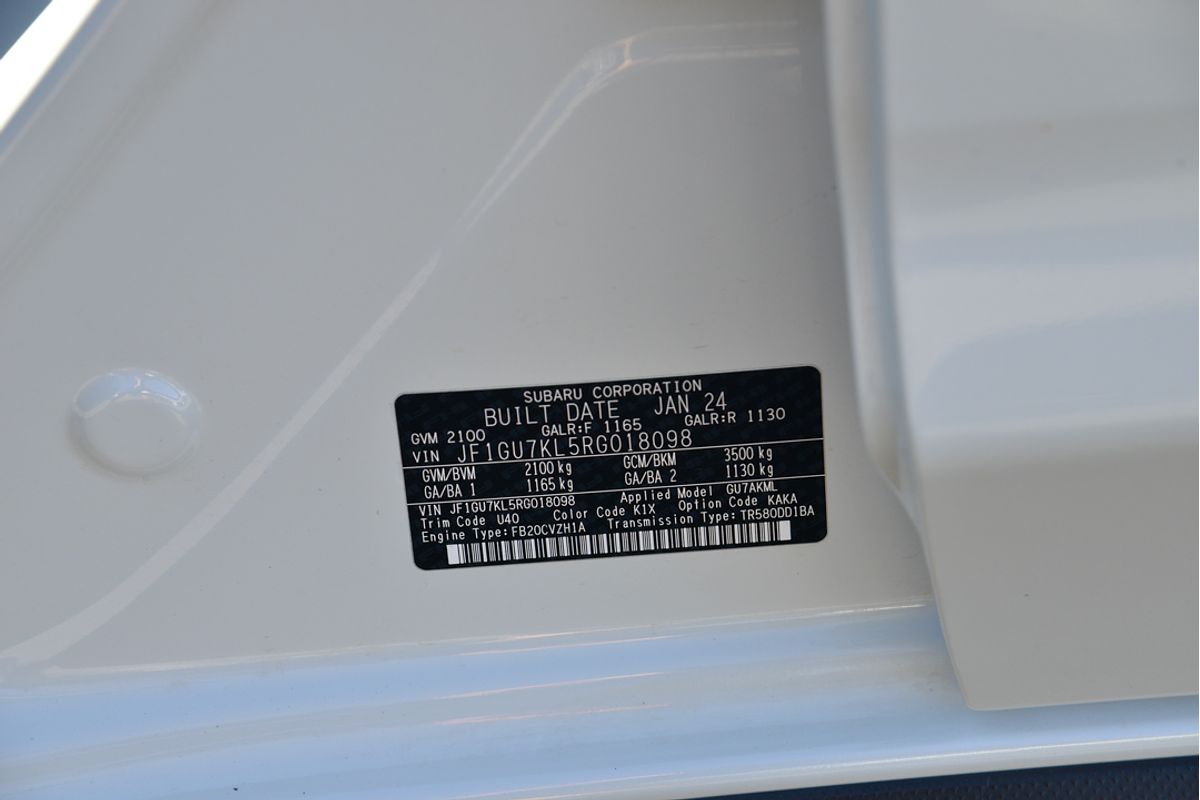 SUBARU CORPORATION
BUILT DATE JAN 24
GVM 2100 GALR:F 1165 GALR:R 1130
VIN JF1GU7KL5RG018098
GVM/BVM 2100 kg GCM/BKM 3500 kg
GA/BA 1 1165 kg GA/BA 2 1130 kg
VIN JF1GU7KL5RG018098 Applied Model GU7AKML
Trim Code U40 Color Code K1X Option Code KAKA
Engine Type:FB20CVZH1A Transmission Type:TR580DD1BA